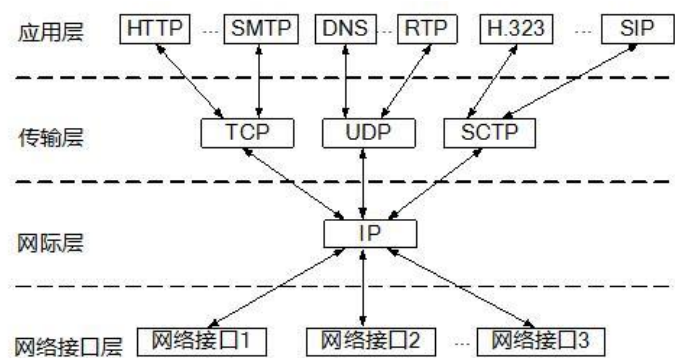 应用层 HTTP ... SMTP DNS ... RTP H.323 ... SIP
传输层 TCP UDP SCTP
网际层 IP
网络接口层 网络接口1 网络接口2 ... 网络接口3